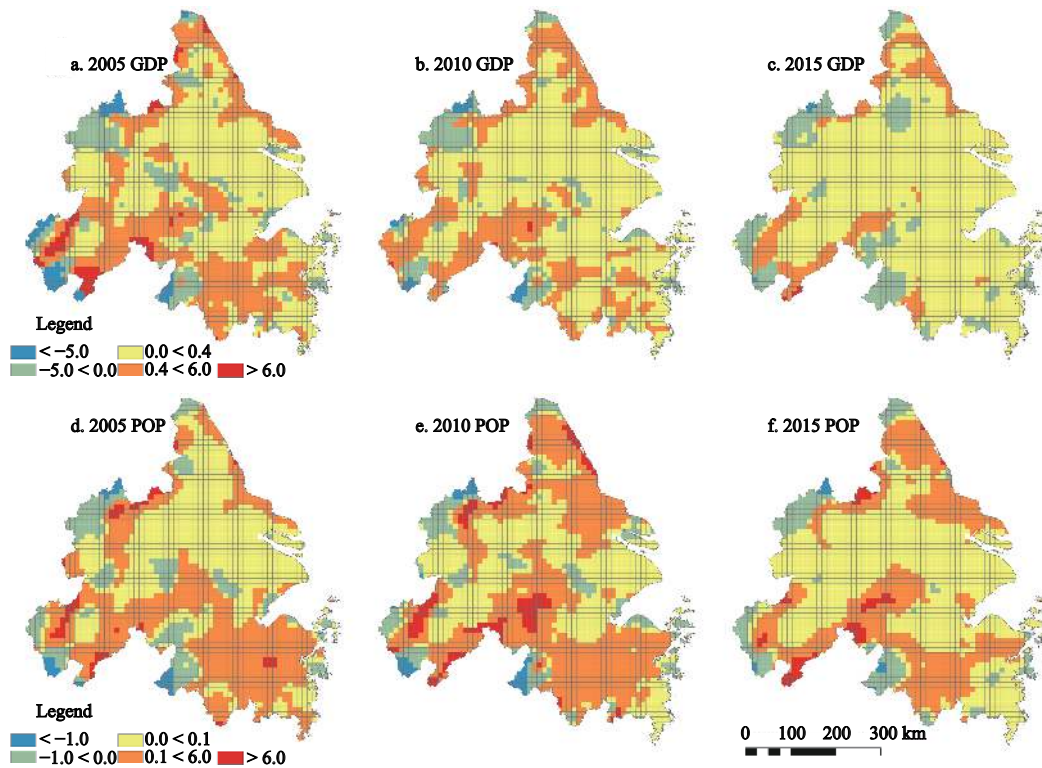 a. 2005 GDP
b. 2010 GDP
c. 2015 GDP
Legend
< −5.0
0.0 < 0.4
−5.0 < 0.0
0.4 < 6.0
> 6.0
d. 2005 POP
e. 2010 POP
f. 2015 POP
Legend
< −1.0
0.0 < 0.1
−1.0 < 0.0
0.1 < 6.0
> 6.0
0 100 200 300 km